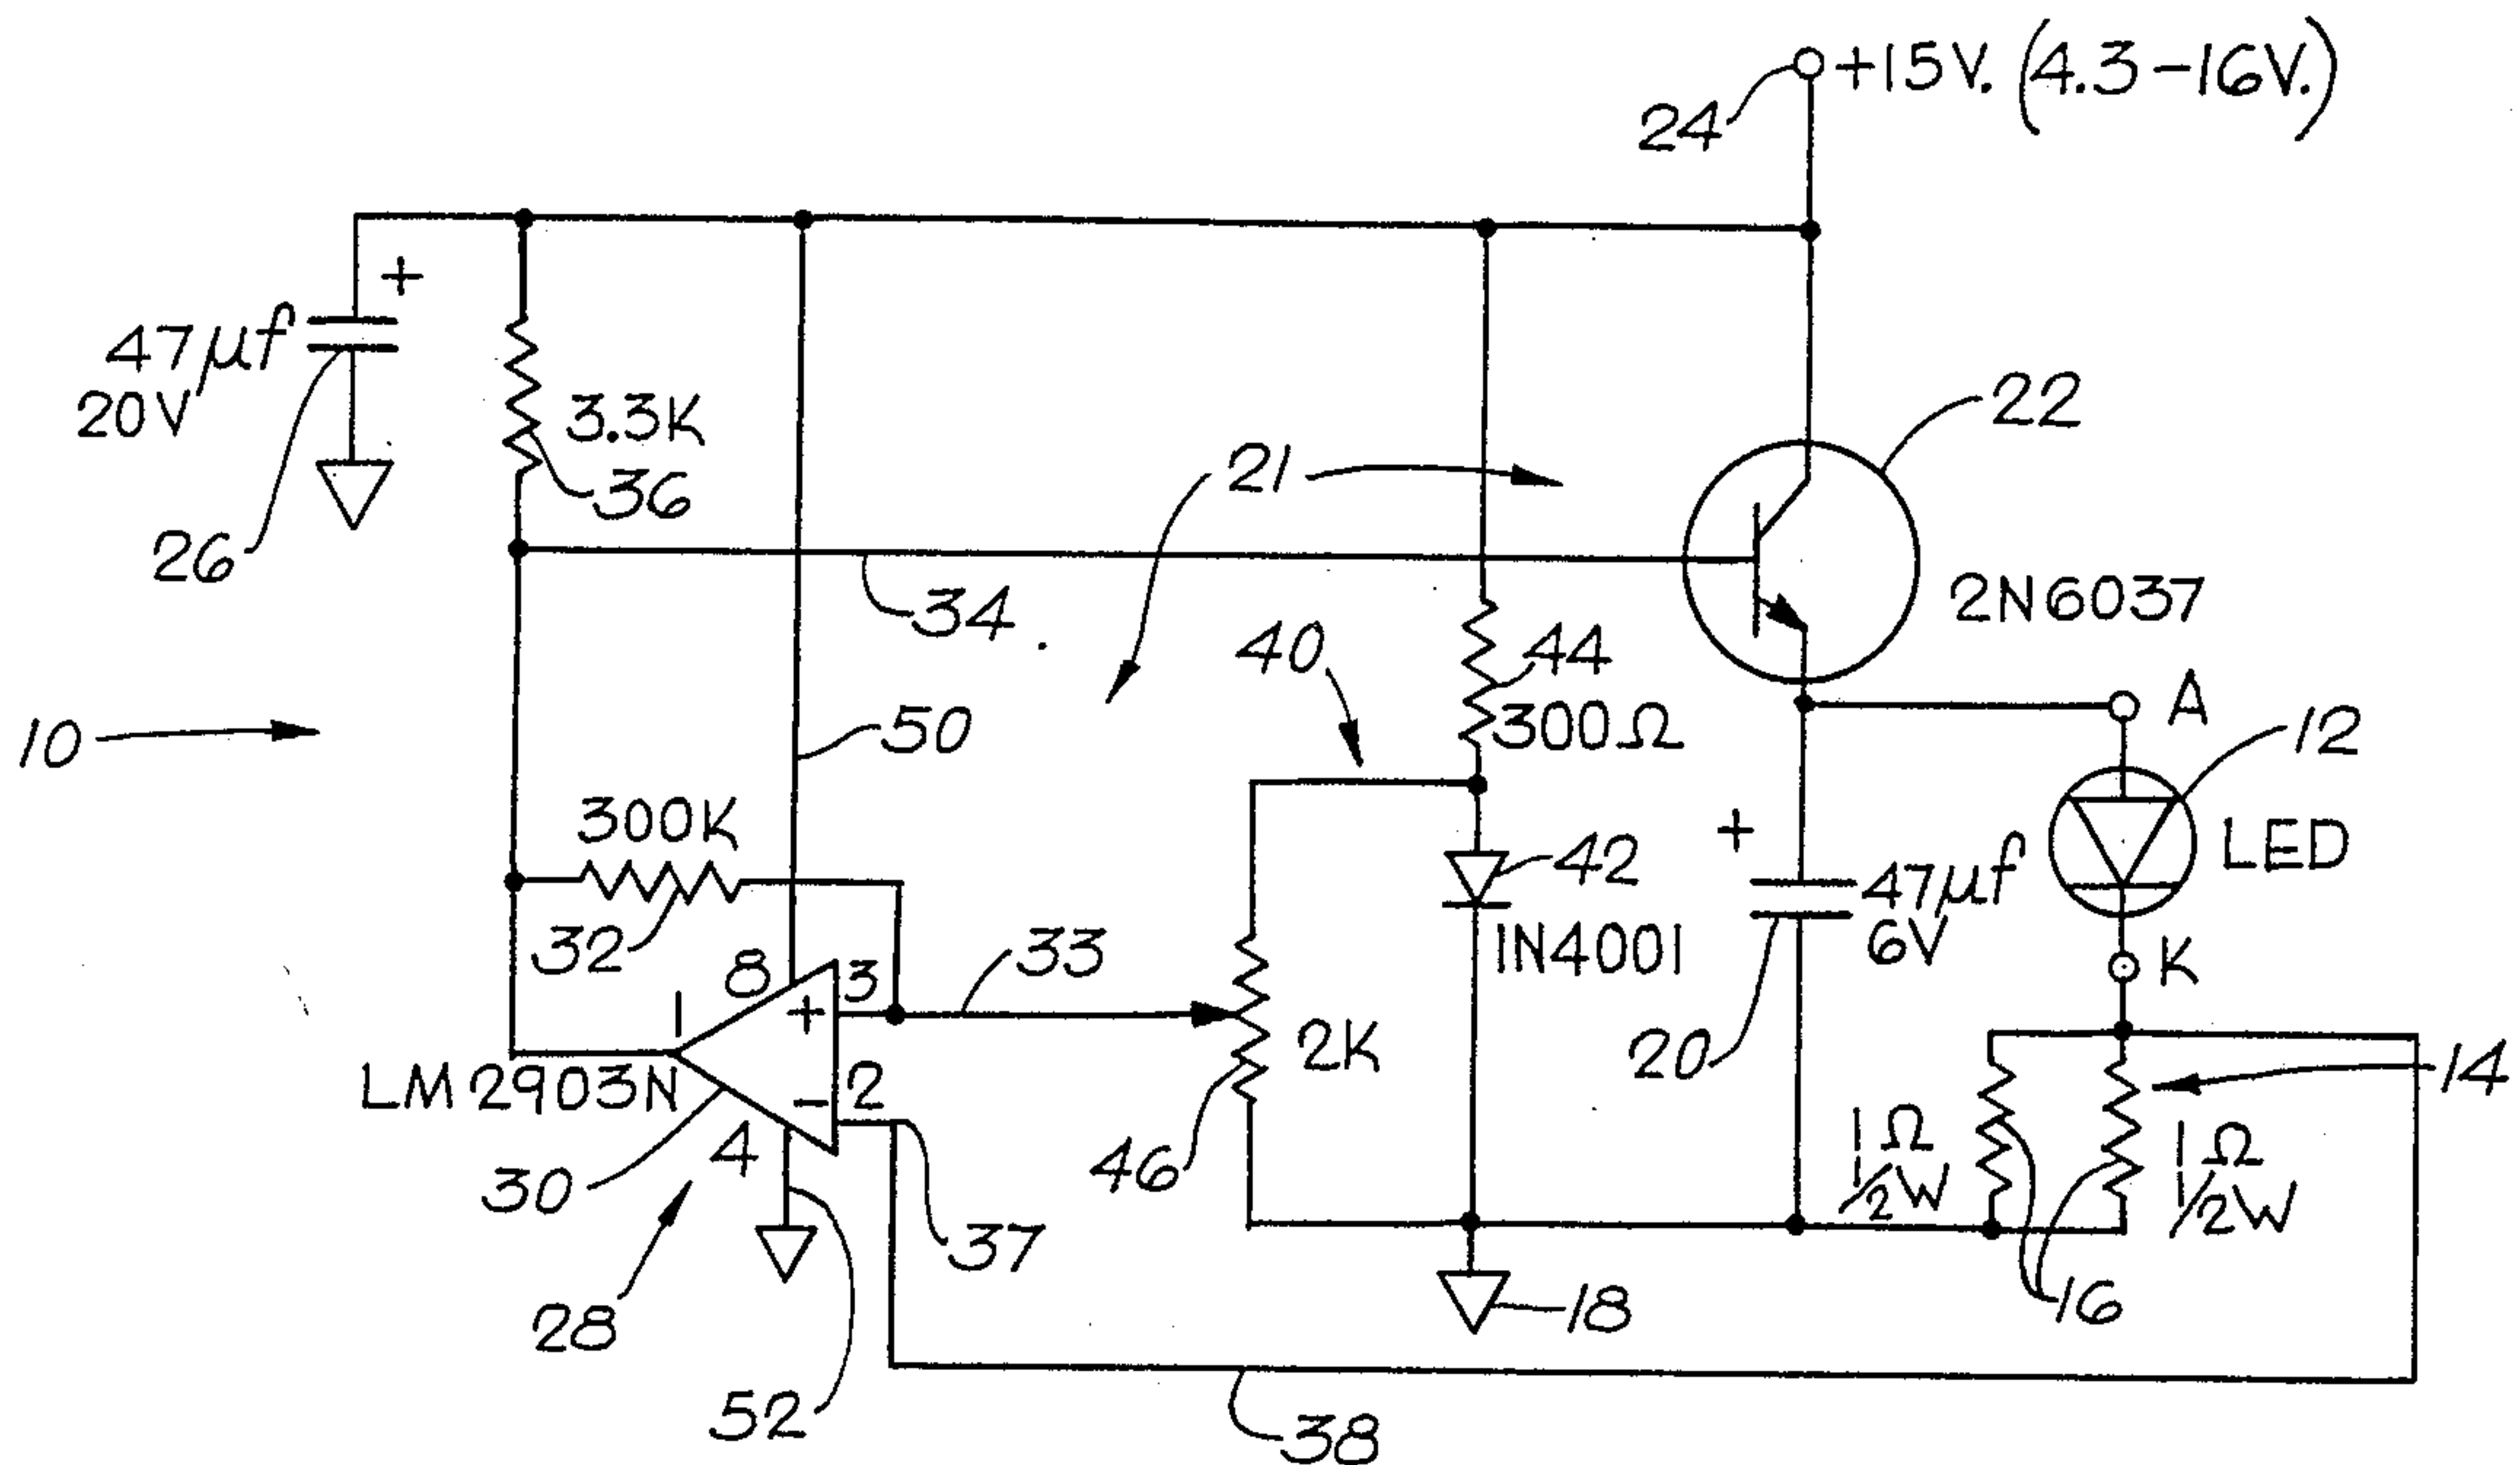 +15V. (4.3-16V.)
24
+
47µf
20V
3.3K
36
26
21
22
34
2N6037
40
44
300Ω
A
10
50
12
300K
+
42
47µf
6V
LED
32
33
1N4001
K
8
3
1
+
2K
20
LM2903N
2
-
14
1Ω
1/2W
1Ω
1/2W
30
4
46
37
28
18
16
52
38